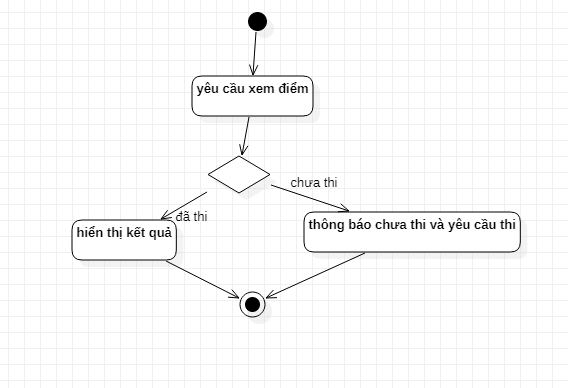 yêu cầu xem điểm
chưa thi
đã thi
hiển thị kết quả
thông báo chưa thi và yêu cầu thi